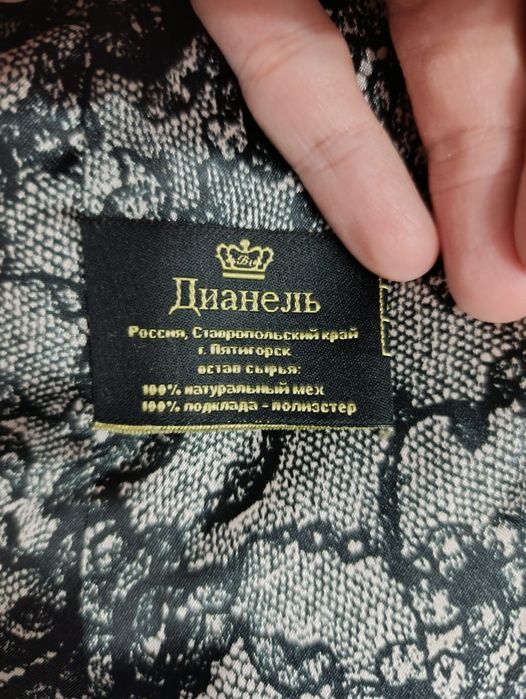 Дианель
Россия, Ставропольский край
г. Пятигорск
остав сырья:
100% натуральный мех
100% подклада - полиэстер